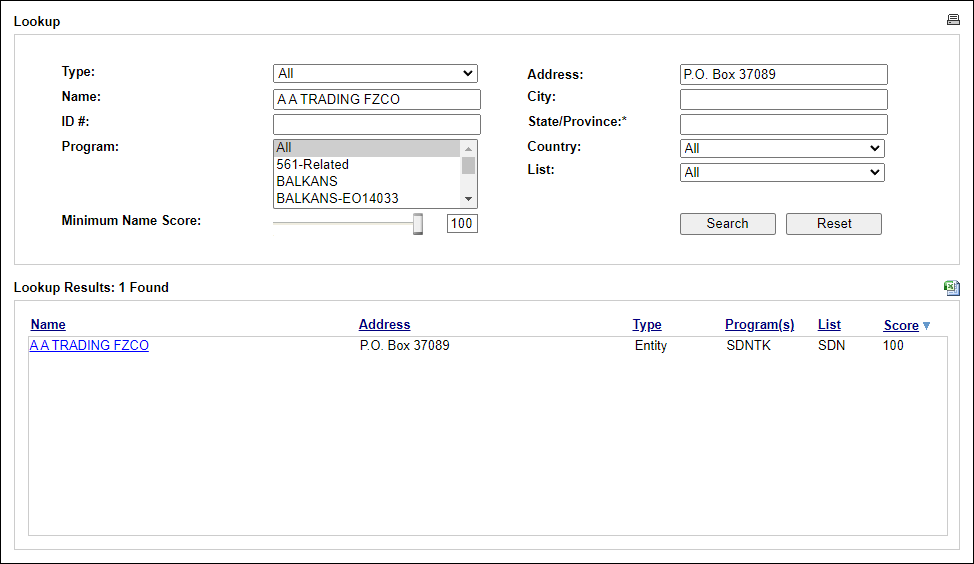 Lookup
Type: All
Name: A A TRADING FZCO
ID #:
Program: All
561-Related
BALKANS
BALKANS-EO14033
Minimum Name Score: 100
Address: P.O. Box 37089
City:
State/Province:*
Country: All
List: All
Search Reset
Lookup Results: 1 Found
Name Address Type Program(s) List Score
A A TRADING FZCO P.O. Box 37089 Entity SDNTK SDN 100